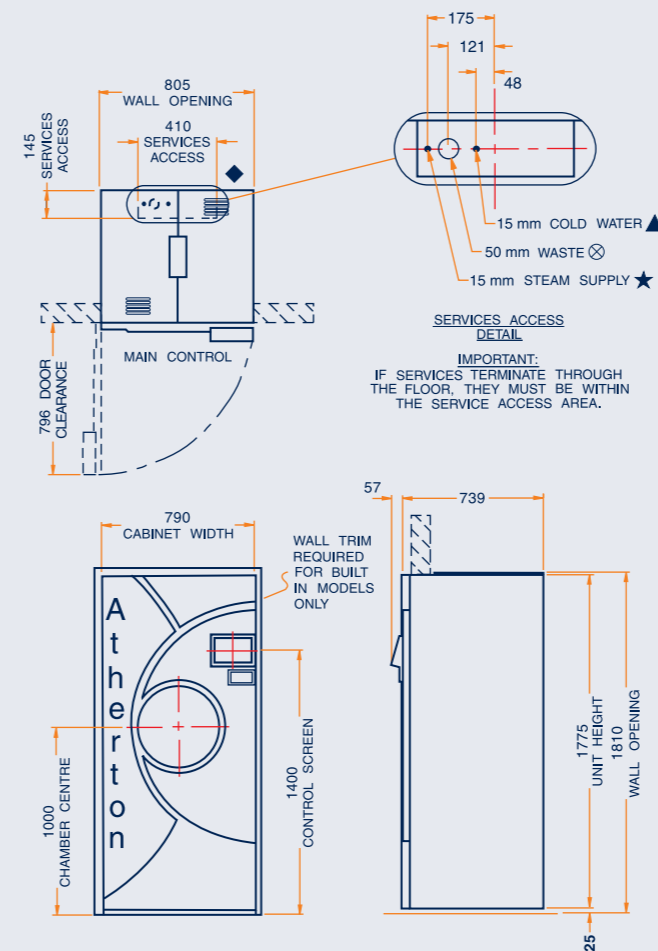 175
121
48
805
WALL OPENING
410
SERVICES
ACCESS
145
SERVICES
ACCESS
15 mm COLD WATER ▲
50 mm WASTE ⊗
15 mm STEAM SUPPLY ★
SERVICES ACCESS
DETAIL
IMPORTANT:
IF SERVICES TERMINATE THROUGH
THE FLOOR, THEY MUST BE WITHIN
THE SERVICE ACCESS AREA.
MAIN CONTROL
796 DOOR
CLEARANCE
790
CABINET WIDTH
WALL TRIM
REQUIRED
FOR BUILT
IN MODELS
ONLY
Atherton
1000
CHAMBER CENTRE
1400
CONTROL SCREEN
57
739
1775
UNIT HEIGHT
1810
WALL OPENING
25